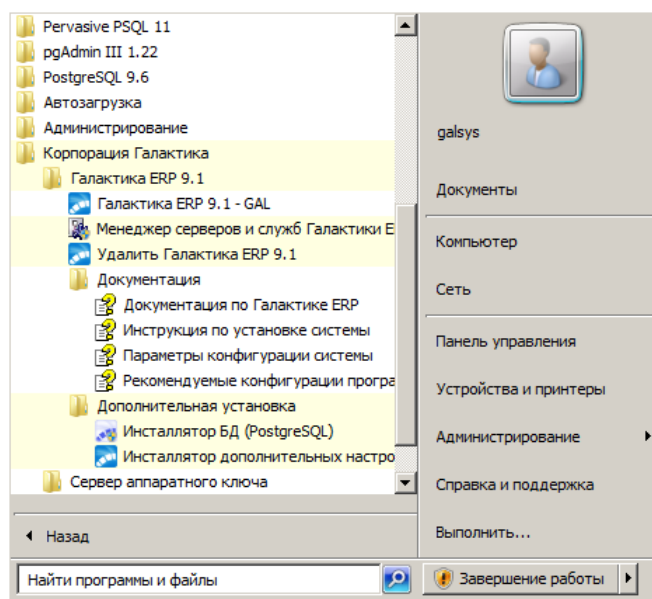 Pervasive PSQL 11
pgAdmin III 1.22
PostgreSQL 9.6
Автозагрузка
Администрирование
Корпорация Галактика
Галактика ERP 9.1
Галактика ERP 9.1 - GAL
Менеджер серверов и служб Галактики E
Удалить Галактика ERP 9.1
Документация
Документация по Галактике ERP
Инструкция по установке системы
Параметры конфигурации системы
Рекомендуемые конфигурации програ
Дополнительная установка
Инсталлятор БД (PostgreSQL)
Инсталлятор дополнительных настро
Сервер аппаратного ключа
Назад
Найти программы и файлы
galsys
Документы
Компьютер
Сеть
Панель управления
Устройства и принтеры
Администрирование
Справка и поддержка
Выполнить...
Завершение работы